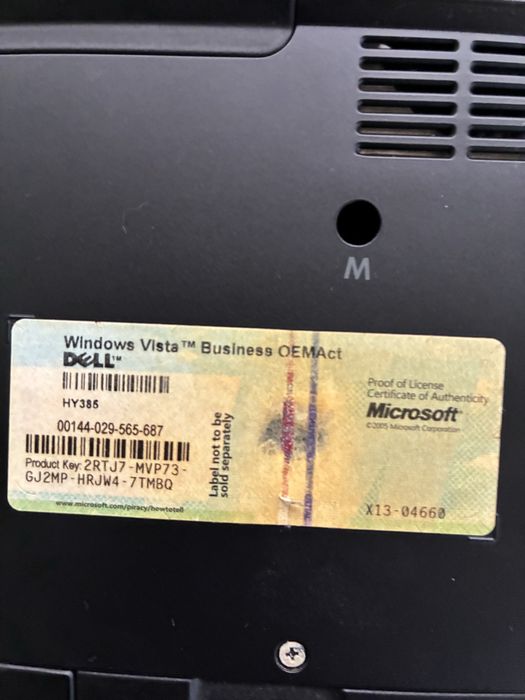 M
Windows Vista™ Business OEMAct
DELL™
HY385
00144-029-565-687
Product Key: 2RTJ7-MVP73-
GJ2MP-HRJW4-7TMBQ
www.microsoft.com/piracy/howtotell
Label not to be
sold separately
Proof of License
Certificate of Authenticity
Microsoft®
©2005 Microsoft Corporation
X13-04660